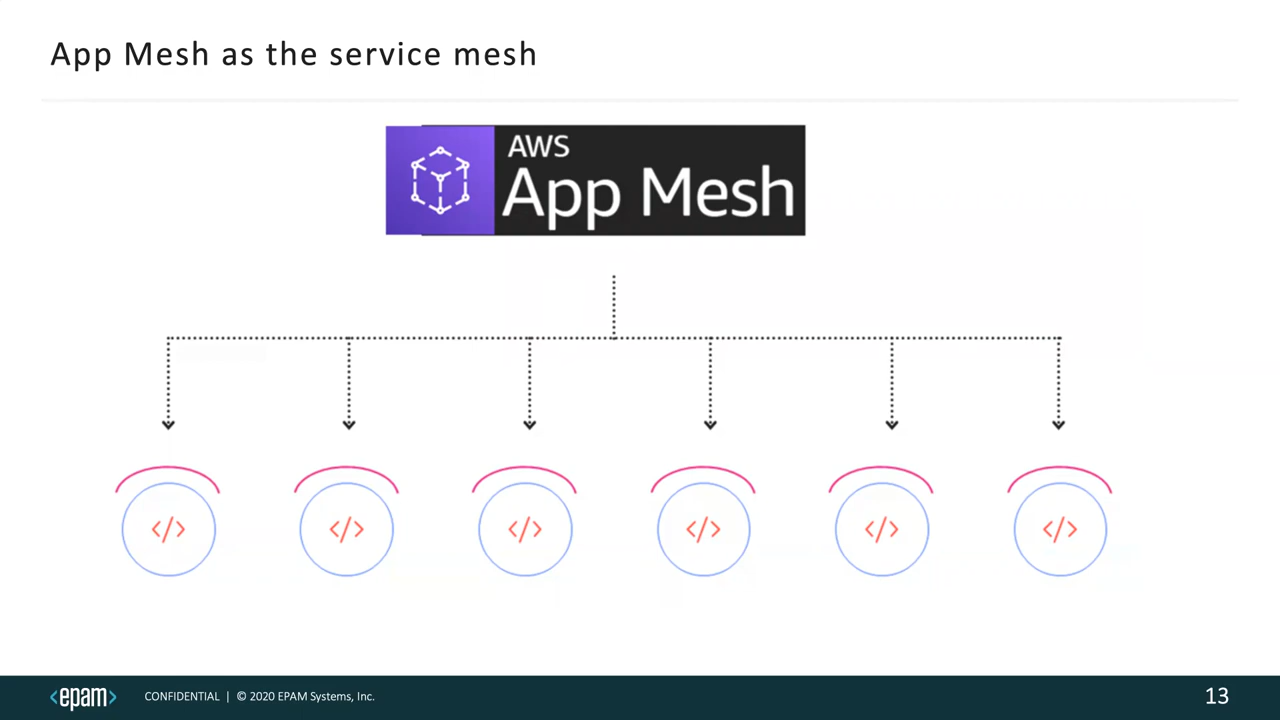 App Mesh as the service mesh
AWS
App Mesh
</>
</>
</>
</>
</>
</>
<epam> CONFIDENTIAL | © 2020 EPAM Systems, Inc. 13